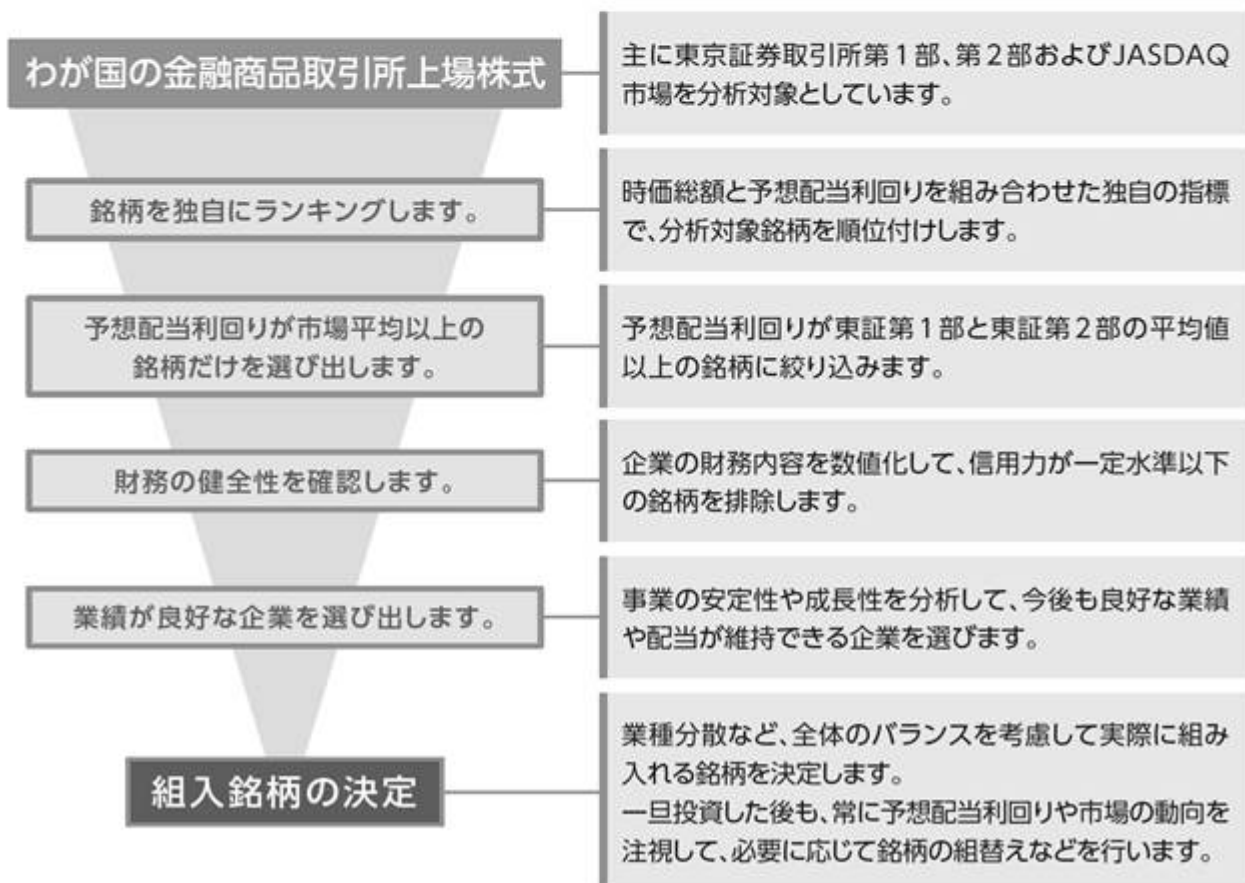 わが国の金融商品取引所上場株式
主に東京証券取引所第1部、第2部およびJASDAQ
市場を分析対象としています。
銘柄を独自にランキングします。
時価総額と予想配当利回りを組み合わせた独自の指標
で、分析対象銘柄を順位付けします。
予想配当利回りが市場平均以上の
銘柄だけを選び出します。
予想配当利回りが東証第1部と東証第2部の平均値
以上の銘柄に絞り込みます。
財務の健全性を確認します。
企業の財務内容を数値化して、信用力が一定水準以下
の銘柄を排除します。
業績が良好な企業を選び出します。
事業の安定性や成長性を分析して、今後も良好な業績
や配当が維持できる企業を選びます。
組入銘柄の決定
業種分散など、全体のバランスを考慮して実際に組み
入れる銘柄を決定します。
一旦投資した後も、常に予想配当利回りや市場の動向を
注視して、必要に応じて銘柄の組替えなどを行います。